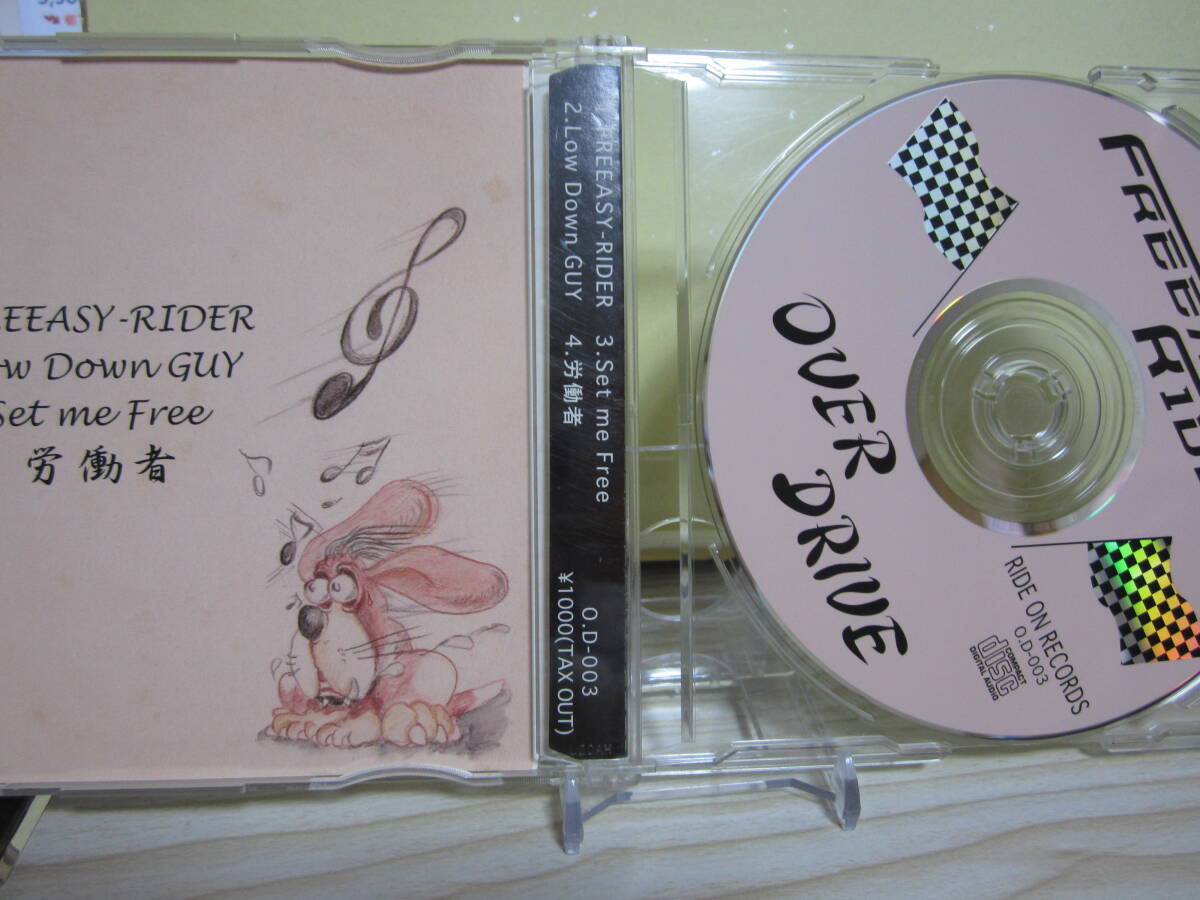 EEASY-RIDER
w Down GUY
Set me Free
労働者
FREEASY-RIDER 3.Set me Free
2.Low Down GUY 4.労働者
O.D-003
¥1000(TAX OUT)
OVER DRIVE
RIDE ON RECORDS
O.D-003
COMPACT
disc
DIGITAL AUDIO